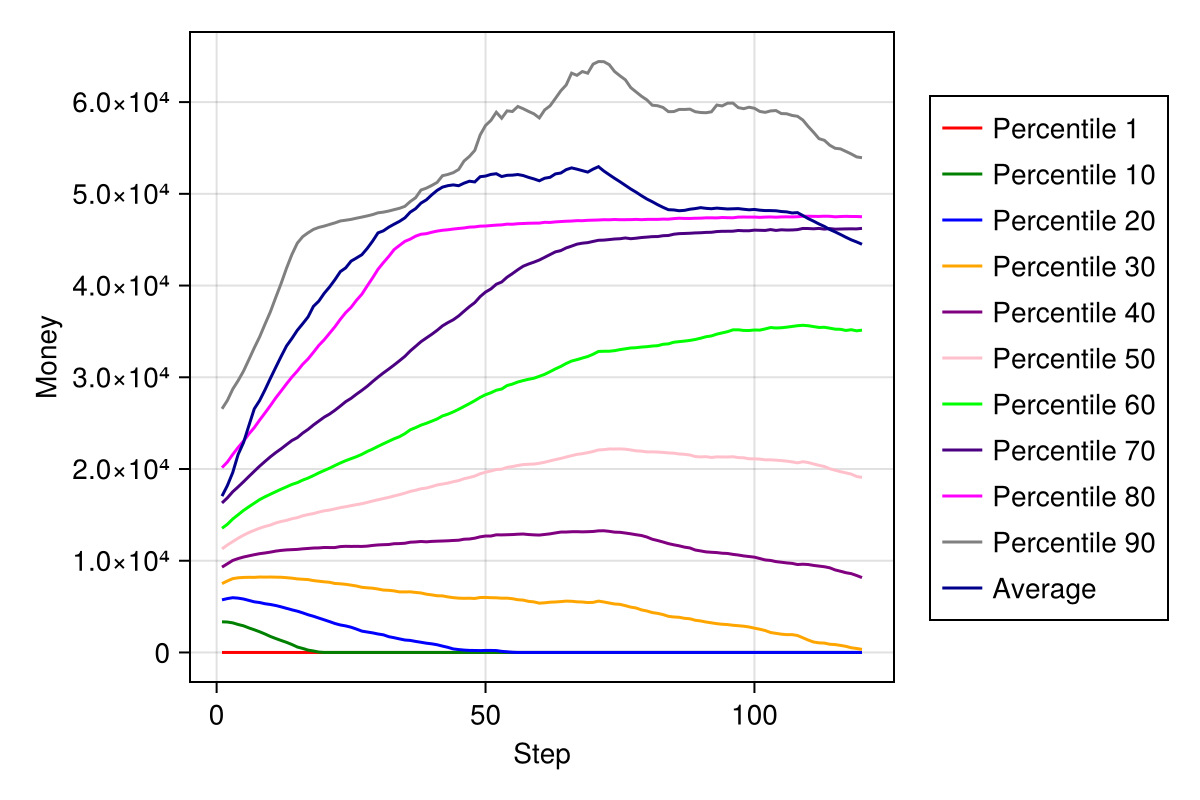 6.0×10⁴
5.0×10⁴
4.0×10⁴
3.0×10⁴
2.0×10⁴
1.0×10⁴
0
Money
0 50 100
Step
Percentile 1
Percentile 10
Percentile 20
Percentile 30
Percentile 40
Percentile 50
Percentile 60
Percentile 70
Percentile 80
Percentile 90
Average